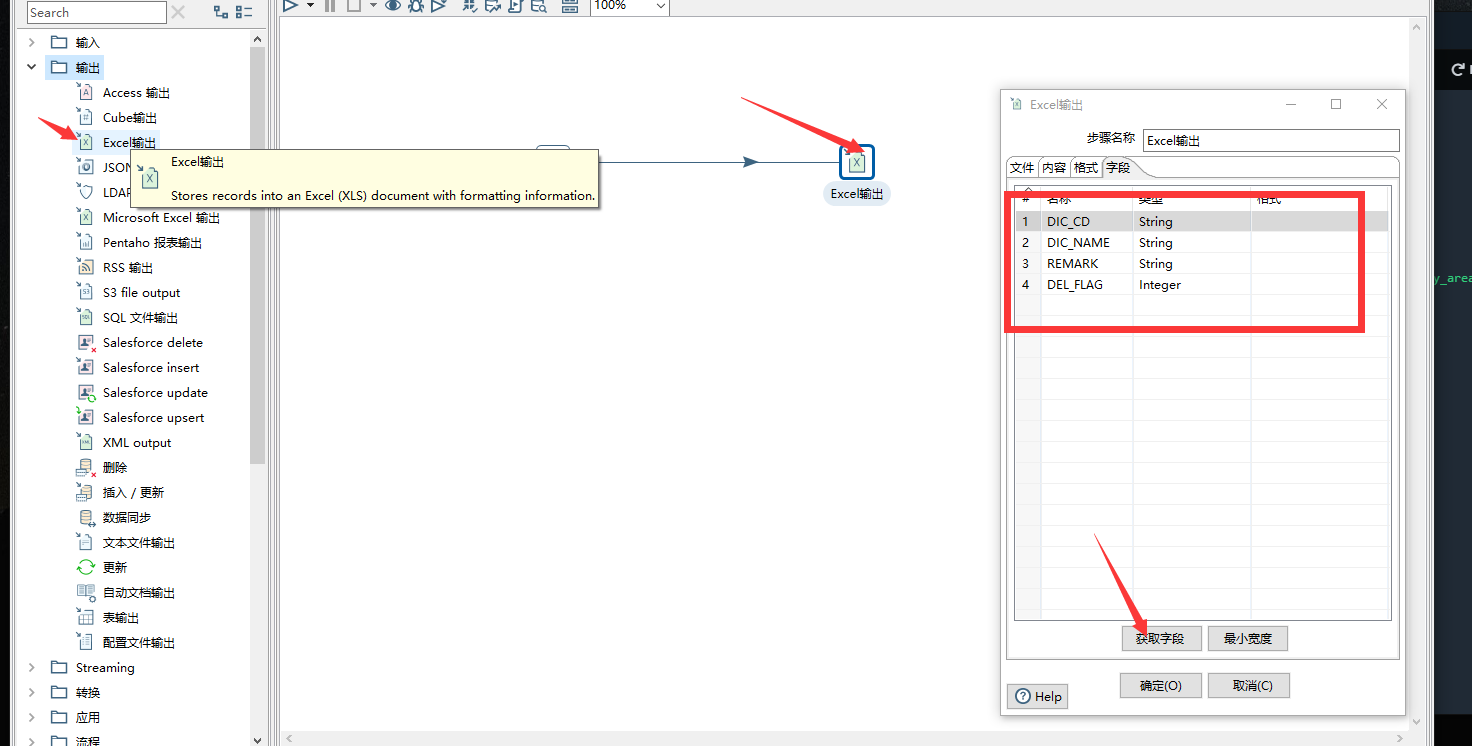 Search
100%
输入
输出
Access 输出
Cube输出
Excel输出
JSON
LDAP
Microsoft Excel 输出
Pentaho 报表输出
RSS 输出
S3 file output
SQL 文件输出
Salesforce delete
Salesforce insert
Salesforce update
Salesforce upsert
XML output
删除
插入 / 更新
数据同步
文本文件输出
更新
自动文档输出
表输出
配置文件输出
Streaming
转换
应用
流程
Excel输出
Stores records into an Excel (XLS) document with formatting information.
Excel输出
Excel输出
步骤名称 Excel输出
文件 内容 格式 字段
# 名称 类型 格式
1 DIC_CD String
2 DIC_NAME String
3 REMARK String
4 DEL_FLAG Integer
获取字段 最小宽度
确定(O) 取消(C)
Help
y_area